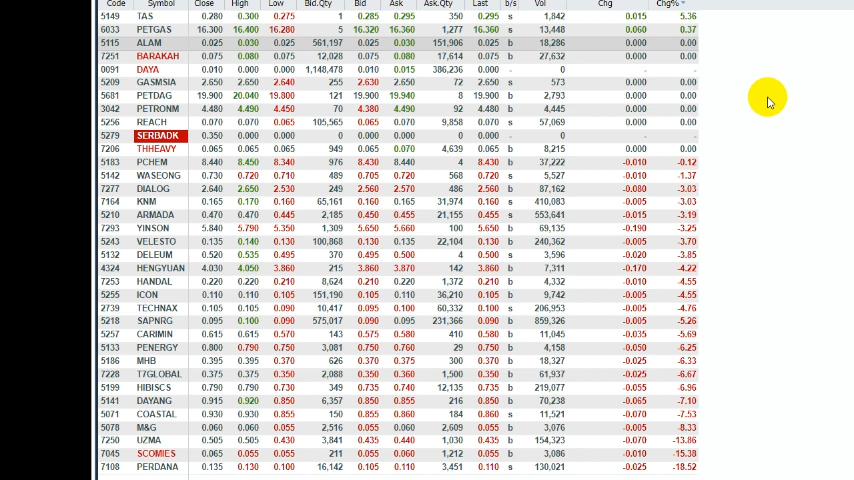 Code Symbol Close High Low Bid.Qty Bid Ask Ask.Qty Last b/s Vol Chg Chg%
5149 TAS 0.280 0.300 0.275 1 0.285 0.295 350 0.295 s 1,842 0.015 5.36
6033 PETGAS 16.300 16.400 16.280 5 16.320 16.360 1,277 16.360 s 13,448 0.060 0.37
5115 ALAM 0.025 0.030 0.025 561,197 0.025 0.030 151,906 0.025 b 18,286 0.000 0.00
7251 BARAKAH 0.075 0.080 0.075 12,028 0.075 0.080 17,614 0.075 b 27,632 0.000 0.00
0091 DAYA 0.010 0.000 0.000 1,148,478 0.010 0.015 386,236 0.000 - 0 - -
5209 GASMSIA 2.650 2.650 2.640 255 2.630 2.650 72 2.650 s 573 0.000 0.00
5681 PETDAG 19.900 20.040 19.800 121 19.900 19.940 8 19.900 b 2,793 0.000 0.00
3042 PETRONM 4.480 4.490 4.450 70 4.380 4.490 92 4.480 b 4,445 0.000 0.00
5256 REACH 0.070 0.070 0.065 105,565 0.065 0.070 9,858 0.070 s 57,069 0.000 0.00
5279 SERBADK 0.350 0.000 0.000 0 0.000 0.000 0 0.000 - 0 - -
7206 THHEAVY 0.065 0.065 0.065 949 0.065 0.070 4,639 0.065 b 8,215 0.000 0.00
5183 PCHEM 8.440 8.450 8.340 976 8.430 8.440 4 8.430 b 37,222 -0.010 -0.12
5142 WASEONG 0.730 0.720 0.710 489 0.705 0.720 568 0.720 s 5,527 -0.010 -1.37
7277 DIALOG 2.640 2.650 2.530 249 2.560 2.570 486 2.560 b 87,162 -0.080 -3.03
7164 KNM 0.165 0.170 0.160 65,161 0.160 0.165 31,974 0.160 s 410,083 -0.005 -3.03
5210 ARMADA 0.470 0.470 0.445 2,185 0.450 0.455 21,155 0.455 s 553,641 -0.015 -3.19
7293 YINSON 5.840 5.790 5.350 1,309 5.650 5.660 100 5.650 b 69,135 -0.190 -3.25
5243 VELESTO 0.135 0.140 0.130 100,868 0.130 0.135 22,104 0.130 b 240,362 -0.005 -3.70
5132 DELEUM 0.520 0.535 0.495 370 0.495 0.500 4 0.500 s 3,596 -0.020 -3.85
4324 HENGYUAN 4.030 4.050 3.860 215 3.860 3.870 142 3.860 s 7,311 -0.170 -4.22
7253 HANDAL 0.220 0.220 0.210 8,624 0.210 0.220 1,372 0.210 b 4,332 -0.010 -4.55
5255 ICON 0.110 0.110 0.105 151,190 0.105 0.110 36,210 0.105 b 9,742 -0.005 -4.55
2739 TECHNAX 0.105 0.105 0.090 10,417 0.095 0.100 60,332 0.100 b 206,953 -0.005 -4.76
5218 SAPNRG 0.095 0.100 0.090 575,017 0.090 0.095 231,366 0.090 b 859,326 -0.005 -5.26
5257 CARIMIN 0.615 0.615 0.570 143 0.575 0.580 410 0.580 s 11,045 -0.035 -5.69
5133 PENERGY 0.800 0.790 0.750 3,081 0.750 0.760 29 0.750 b 4,158 -0.050 -6.25
5186 MHB 0.395 0.395 0.367 626 0.370 0.375 300 0.370 b 18,327 -0.025 -6.33
7228 T7GLOBAL 0.375 0.375 0.350 2,088 0.350 0.360 1,500 0.350 b 61,937 -0.025 -6.67
5199 HIBISCS 0.790 0.790 0.730 349 0.735 0.740 12,135 0.735 s 219,077 -0.055 -6.96
5141 DAYANG 0.915 0.920 0.850 6,357 0.850 0.855 216 0.850 b 70,238 -0.065 -7.10
5071 COASTAL 0.930 0.930 0.855 150 0.855 0.860 184 0.860 s 11,521 -0.070 -7.53
5078 M&G 0.060 0.060 0.055 2,516 0.055 0.060 2,609 0.055 b 3,076 -0.005 -8.33
7250 UZMA 0.505 0.505 0.430 3,841 0.435 0.440 1,030 0.435 b 154,323 -0.070 -13.86
7045 SCOMIES 0.065 0.055 0.055 211 0.055 0.060 1,212 0.055 b 3,086 -0.010 -15.38
7108 PERDANA 0.135 0.130 0.100 16,142 0.105 0.110 3,451 0.110 s 130,021 -0.025 -18.52